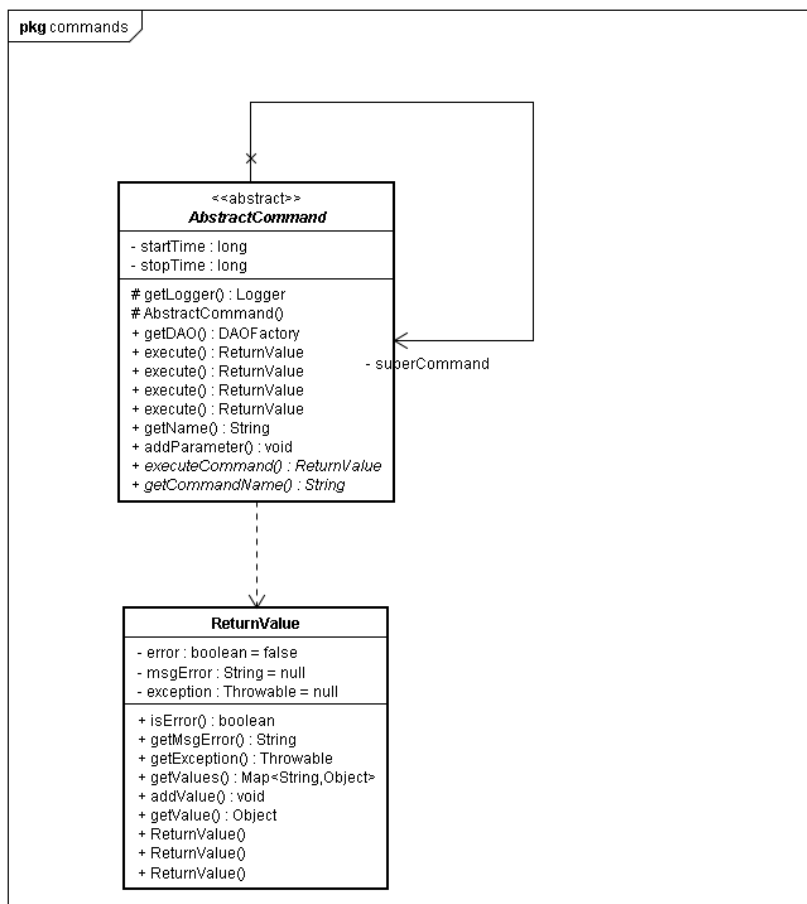 pkg commands
<<abstract>>
AbstractCommand
- startTime : long
- stopTime : long
# getLogger() : Logger
# AbstractCommand()
+ getDAO() : DAOFactory
+ execute() : ReturnValue
+ execute() : ReturnValue
+ execute() : ReturnValue
+ execute() : ReturnValue
+ getName() : String
+ addParameter() : void
+ executeCommand() : ReturnValue
+ getCommandName() : String
- superCommand
ReturnValue
- error : boolean = false
- msgError : String = null
- exception : Throwable = null
+ isError() : boolean
+ getMsgError() : String
+ getException() : Throwable
+ getValues() : Map<String,Object>
+ addValue() : void
+ getValue() : Object
+ ReturnValue()
+ ReturnValue()
+ ReturnValue()